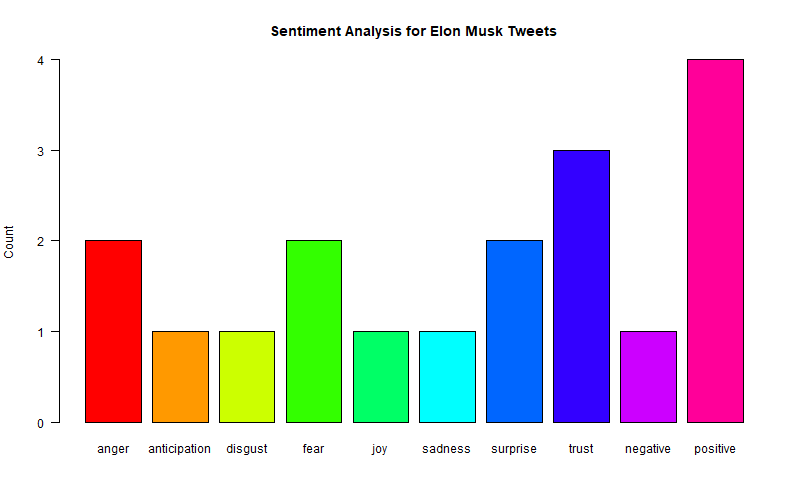 Sentiment Analysis for Elon Musk Tweets
4
3
2
1
0
Count
anger anticipation disgust fear joy sadness surprise trust negative positive